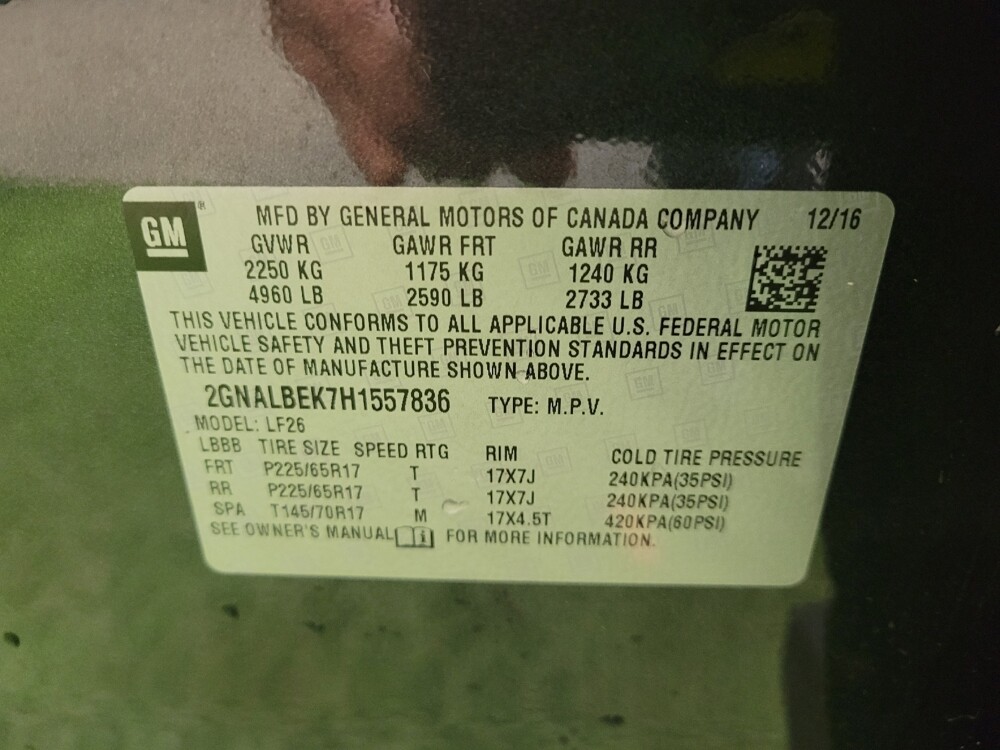 GM®
MFD BY GENERAL MOTORS OF CANADA COMPANY 12/16
GVWR GAWR FRT GAWR RR
2250 KG 1175 KG 1240 KG
4960 LB 2590 LB 2733 LB
THIS VEHICLE CONFORMS TO ALL APPLICABLE U.S. FEDERAL MOTOR
VEHICLE SAFETY AND THEFT PREVENTION STANDARDS IN EFFECT ON
THE DATE OF MANUFACTURE SHOWN ABOVE.
2GNALBEK7H1557836 TYPE: M.P.V.
MODEL: LF26
LBBB TIRE SIZE SPEED RTG RIM COLD TIRE PRESSURE
FRT P225/65R17 T 17X7J 240KPA(35PSI)
RR P225/65R17 T 17X7J 240KPA(35PSI)
SPA T145/70R17 M 17X4.5T 420KPA(60PSI)
SEE OWNER'S MANUAL FOR MORE INFORMATION.